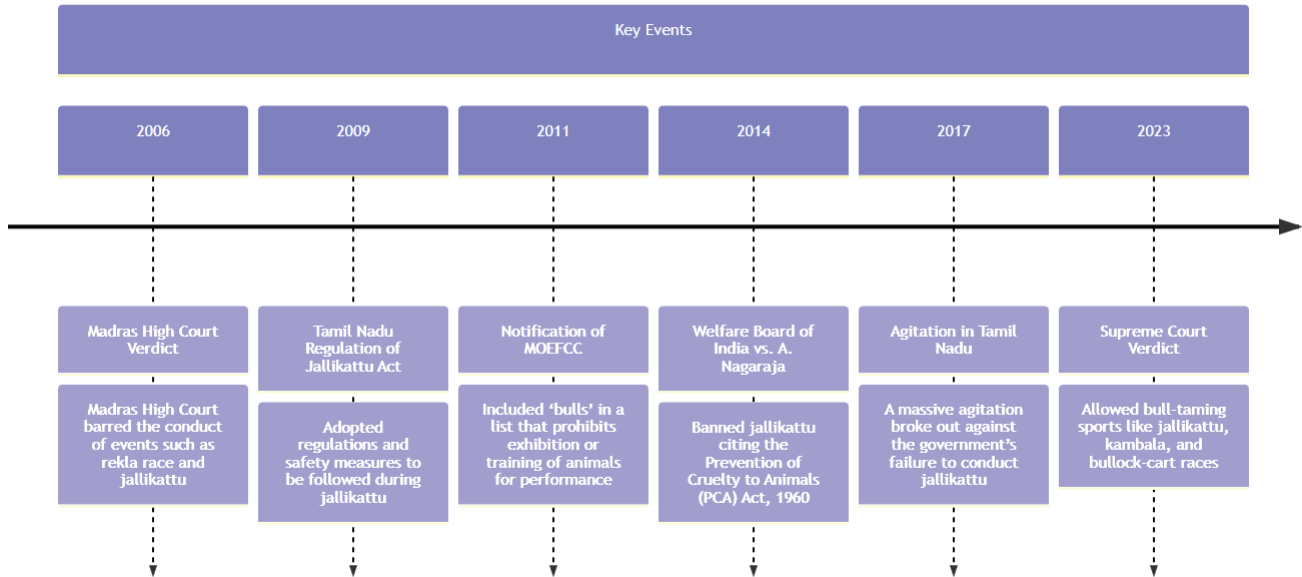 Key Events
2006
2009
2011
2014
2017
2023
Madras High Court
Verdict
Tamil Nadu
Regulation of
Jallikattu Act
Notification of
MOEFCC
Welfare Board of
India vs. A.
Nagaraja
Agitation in Tamil
Nadu
Supreme Court
Verdict
Madras High Court
barred the conduct
of events such as
rekla race and
jallikattu
Adopted
regulations and
safety measures to
be followed during
jallikattu
Included ‘bulls’ in a
list that prohibits
exhibition or
training of animals
for performance
Banned jallikattu
citing the
Prevention of
Cruelty to Animals
(PCA) Act, 1960
A massive agitation
broke out against
the government’s
failure to conduct
jallikattu
Allowed bull-taming
sports like jallikattu,
kambala, and
bullock-cart races